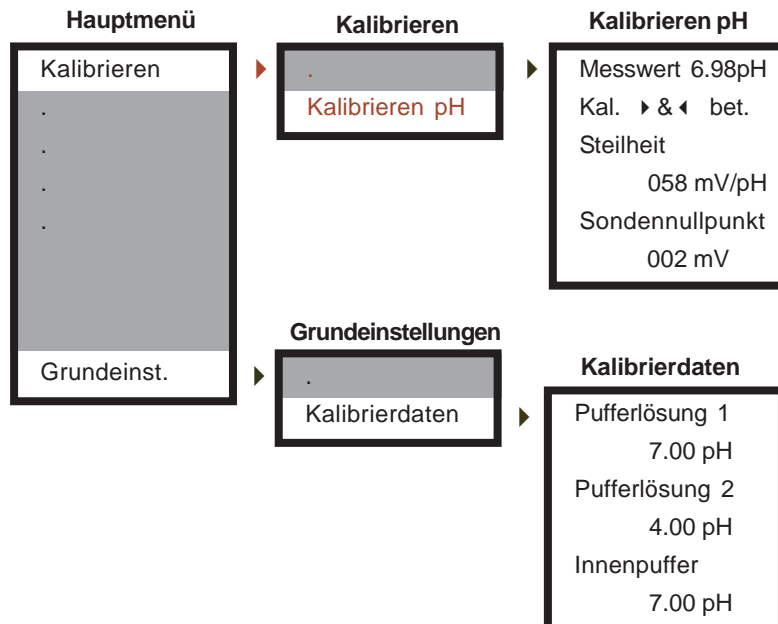 Hauptmenü
Kalibrieren
.
.
.
.
Grundeinst.
Kalibrieren
.
Kalibrieren pH
Kalibrieren pH
Messwert 6.98pH
Kal. ▸ & ◂ bet.
Steilheit
058 mV/pH
Sondennullpunkt
002 mV
Grundeinstellungen
.
Kalibrierdaten
Kalibrierdaten
Pufferlösung 1
7.00 pH
Pufferlösung 2
4.00 pH
Innenpuffer
7.00 pH